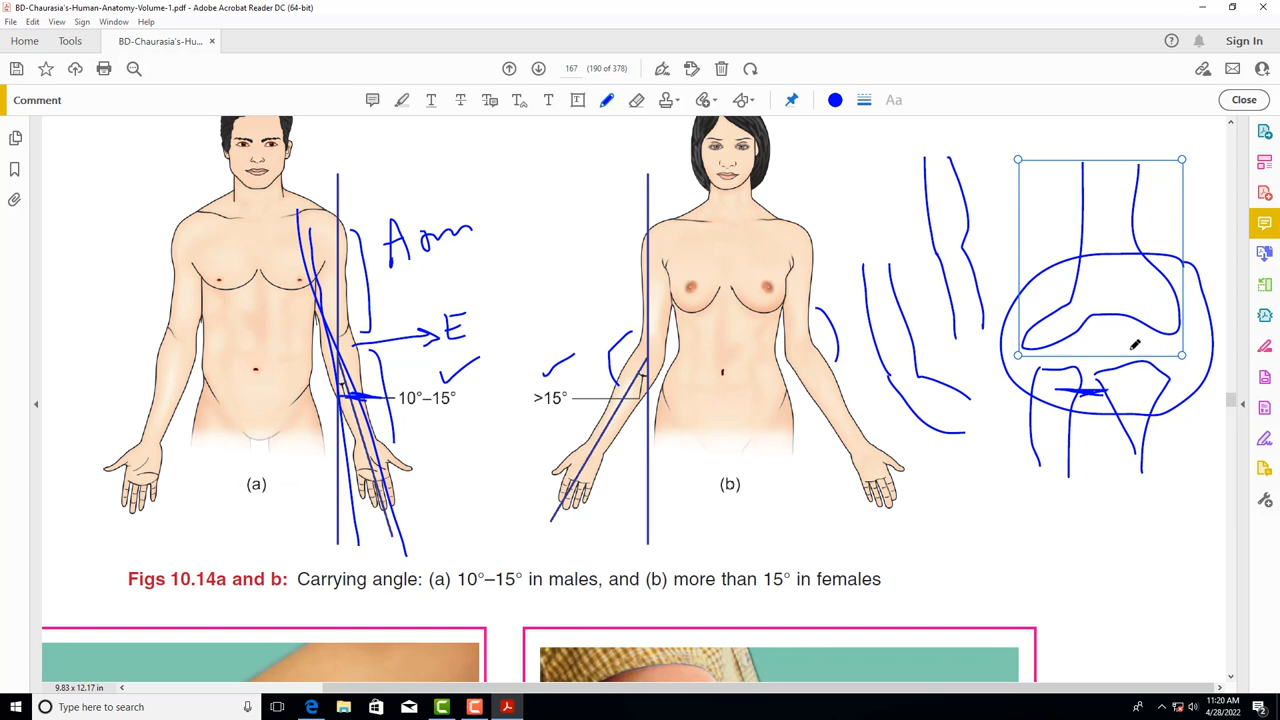 BD-Chaurasia's-Human-Anatomy-Volume-1.pdf - Adobe Acrobat Reader DC (64-bit)
File Edit View Sign Window Help
Home Tools BD-Chaurasia's-Hu... × Sign In
167 (190 of 378)
Comment Close
Arm
E
10°–15°
>15°
(a) (b)
Figs 10.14a and b: Carrying angle: (a) 10°–15° in males, and (b) more than 15° in females
9.83 x 12.17 in
Type here to search
11:20 AM
4/28/2022